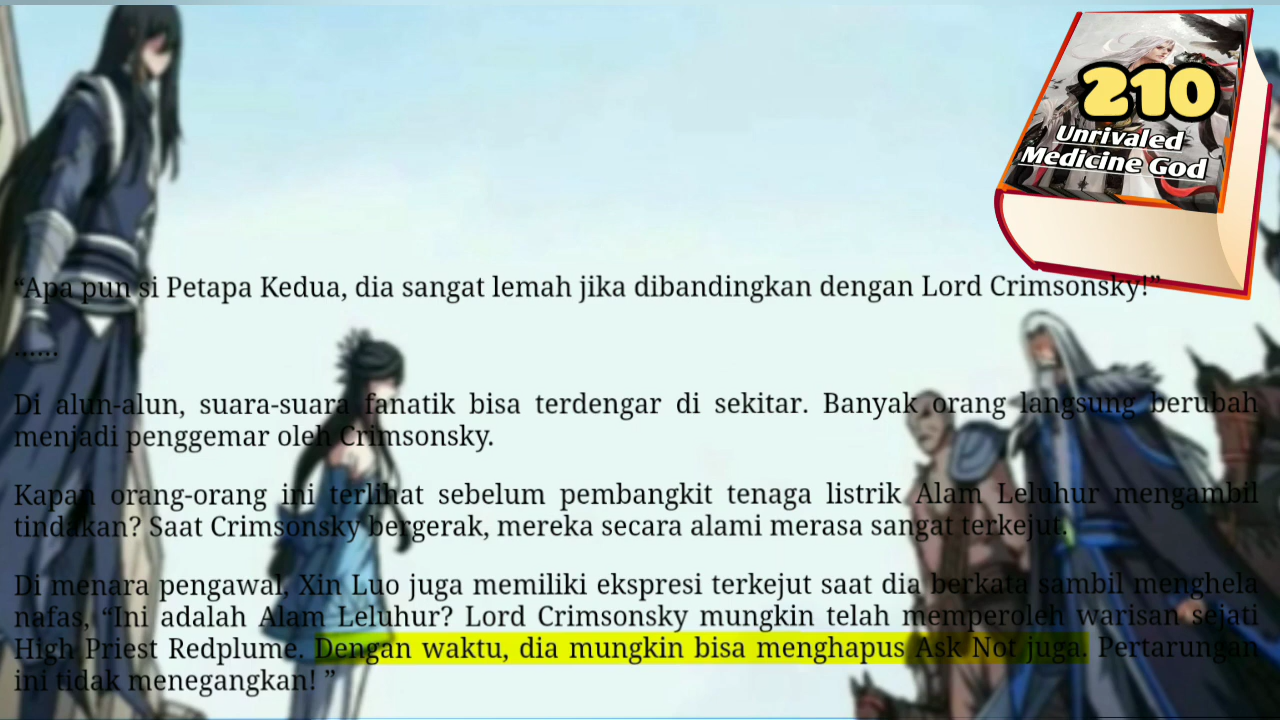 210
Unrivaled
Medicine God
“Apa pun si Petapa Kedua, dia sangat lemah jika dibandingkan dengan Lord Crimsonsky!”
......
Di alun-alun, suara-suara fanatik bisa terdengar di sekitar. Banyak orang langsung berubah
menjadi penggemar oleh Crimsonsky.
Kapan orang-orang ini terlihat sebelum pembangkit tenaga listrik Alam Leluhur mengambil
tindakan? Saat Crimsonsky bergerak, mereka secara alami merasa sangat terkejut.
Di menara pengawal, Xin Luo juga memiliki ekspresi terkejut saat dia berkata sambil menghela
nafas, “Ini adalah Alam Leluhur? Lord Crimsonsky mungkin telah memperoleh warisan sejati
High Priest Redplume. Dengan waktu, dia mungkin bisa menghapus Ask Not juga. Pertarungan
ini tidak menegangkan! ”